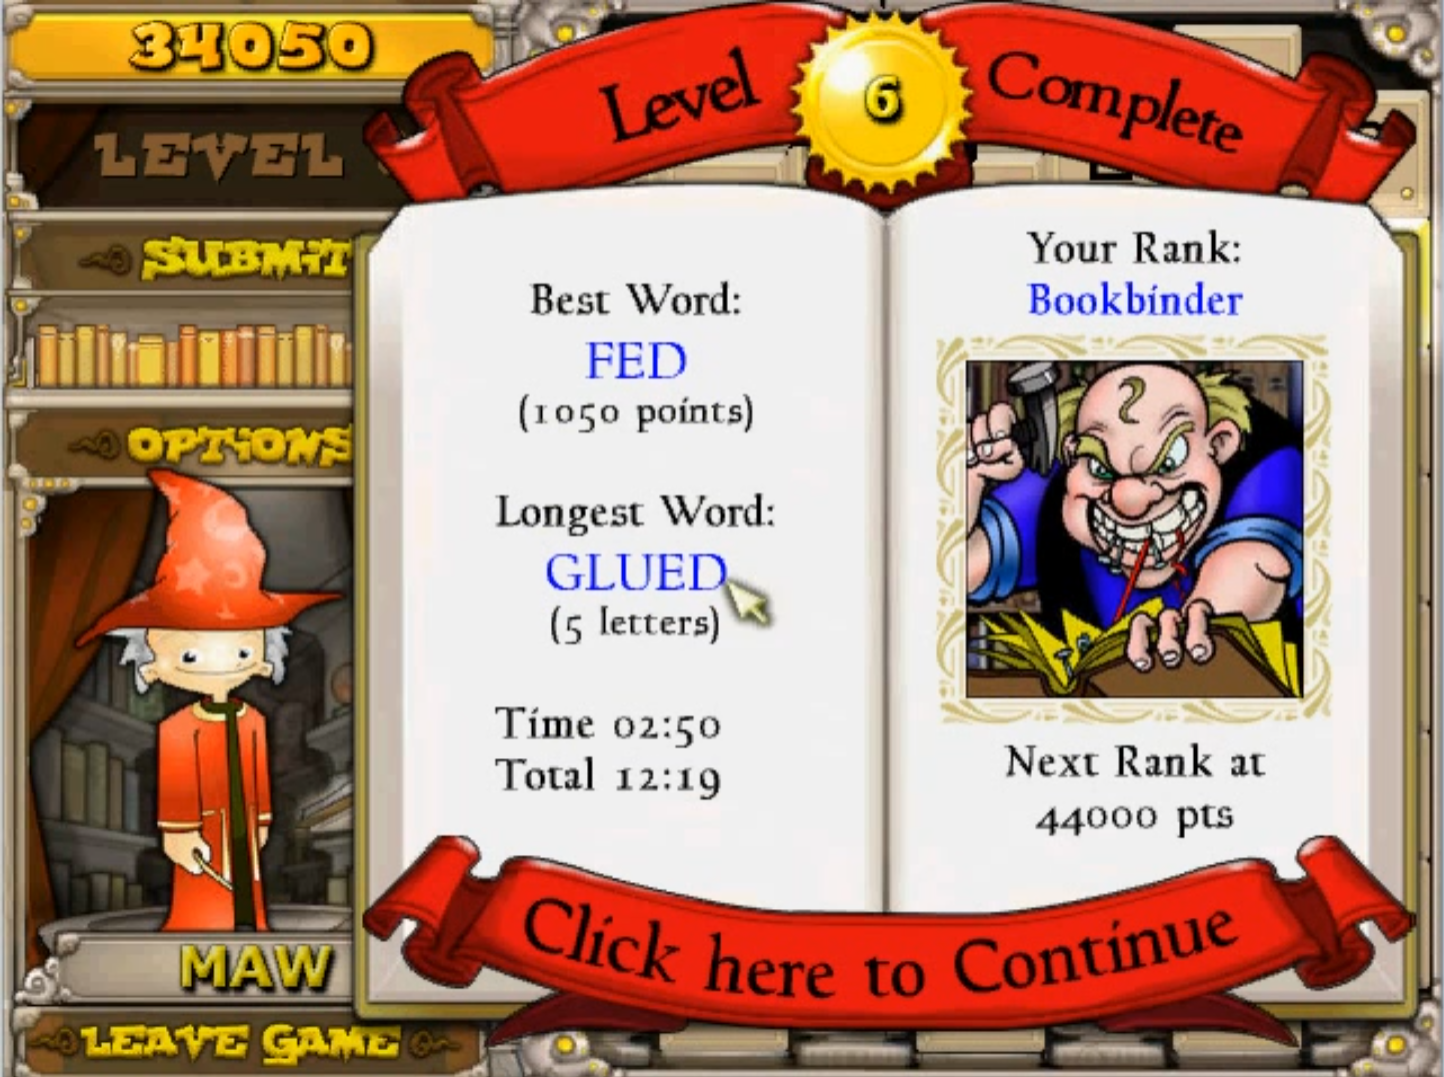 34050
LEVEL
SUBMIT
OPTIONS
MAW
LEAVE GAME
Level 6 Complete
Best Word:
FED
(1050 points)
Longest Word:
GLUED
(5 letters)
Time 02:50
Total 12:19
Your Rank:
Bookbinder
Next Rank at
44000 pts
Click here to Continue